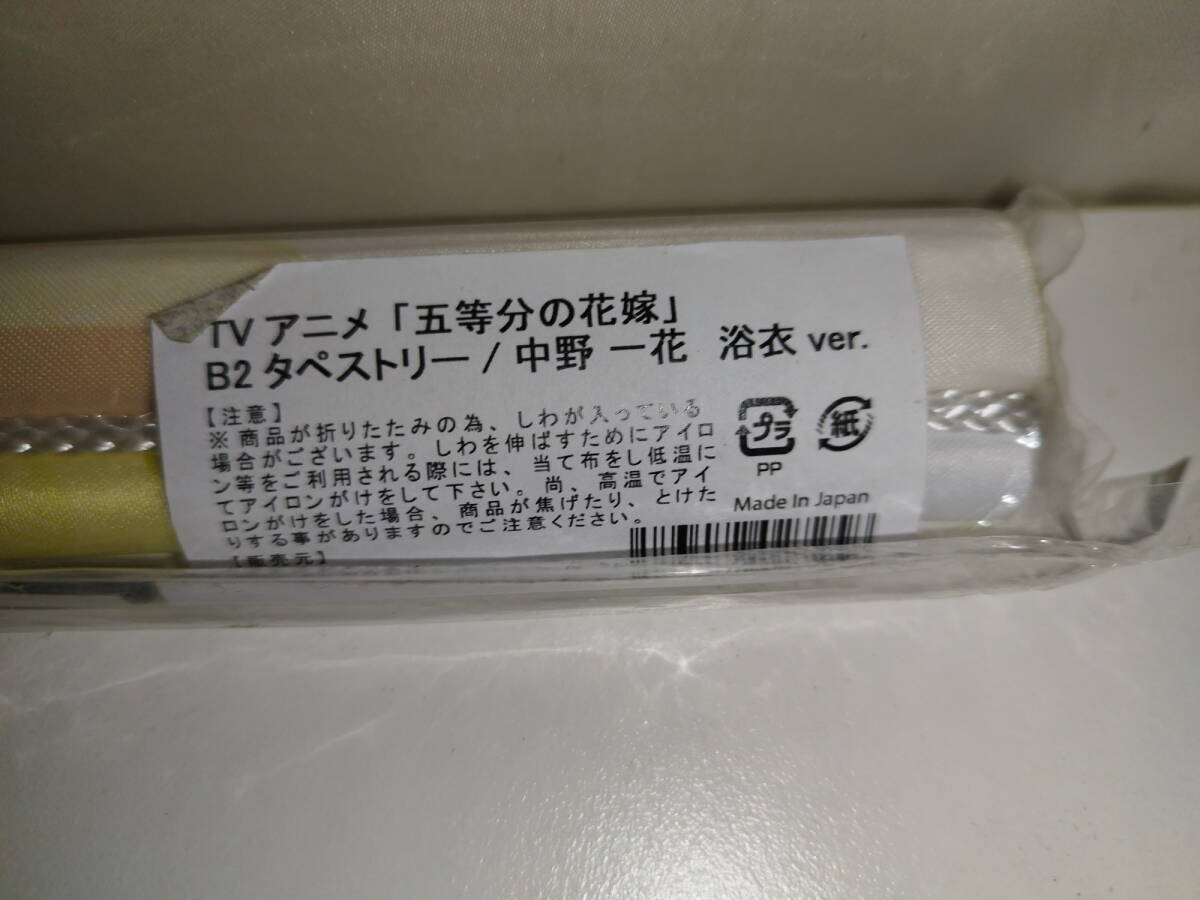 TV アニメ「五等分の花嫁」
B2 タペストリー / 中野 一花 浴衣 ver.
【注意】
※商品が折りたたみの為、しわが入っている
場合がございます。しわを伸ばすためにアイロ
ン等をご利用される際には、当て布をし低温に
てアイロンがけをして下さい。尚、高温でアイ
ロンがけをした場合、商品が焦げたり、とけた
りする事がありますのでご注意ください。
【販売元】
プラ
PP
紙
Made In Japan